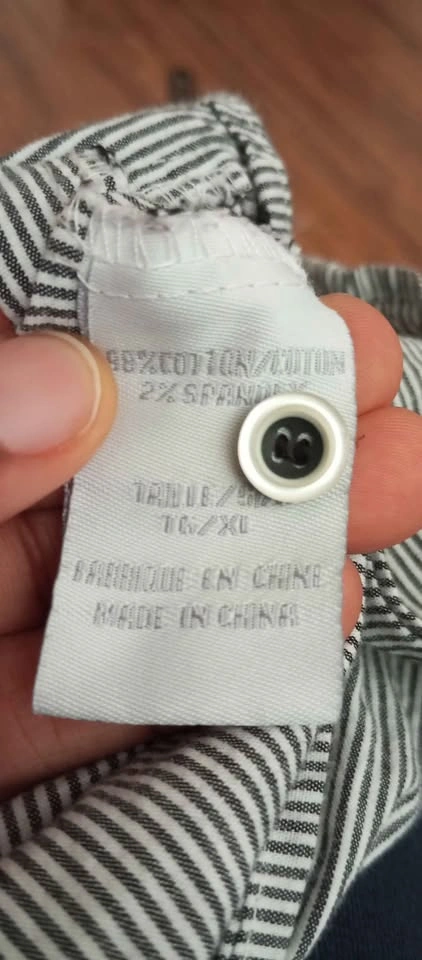 98%COTTON/COTON
2%SPANDEX
TAILLE/SIZE
TG/XL
FABRIQUE EN CHINE
MADE IN CHINA